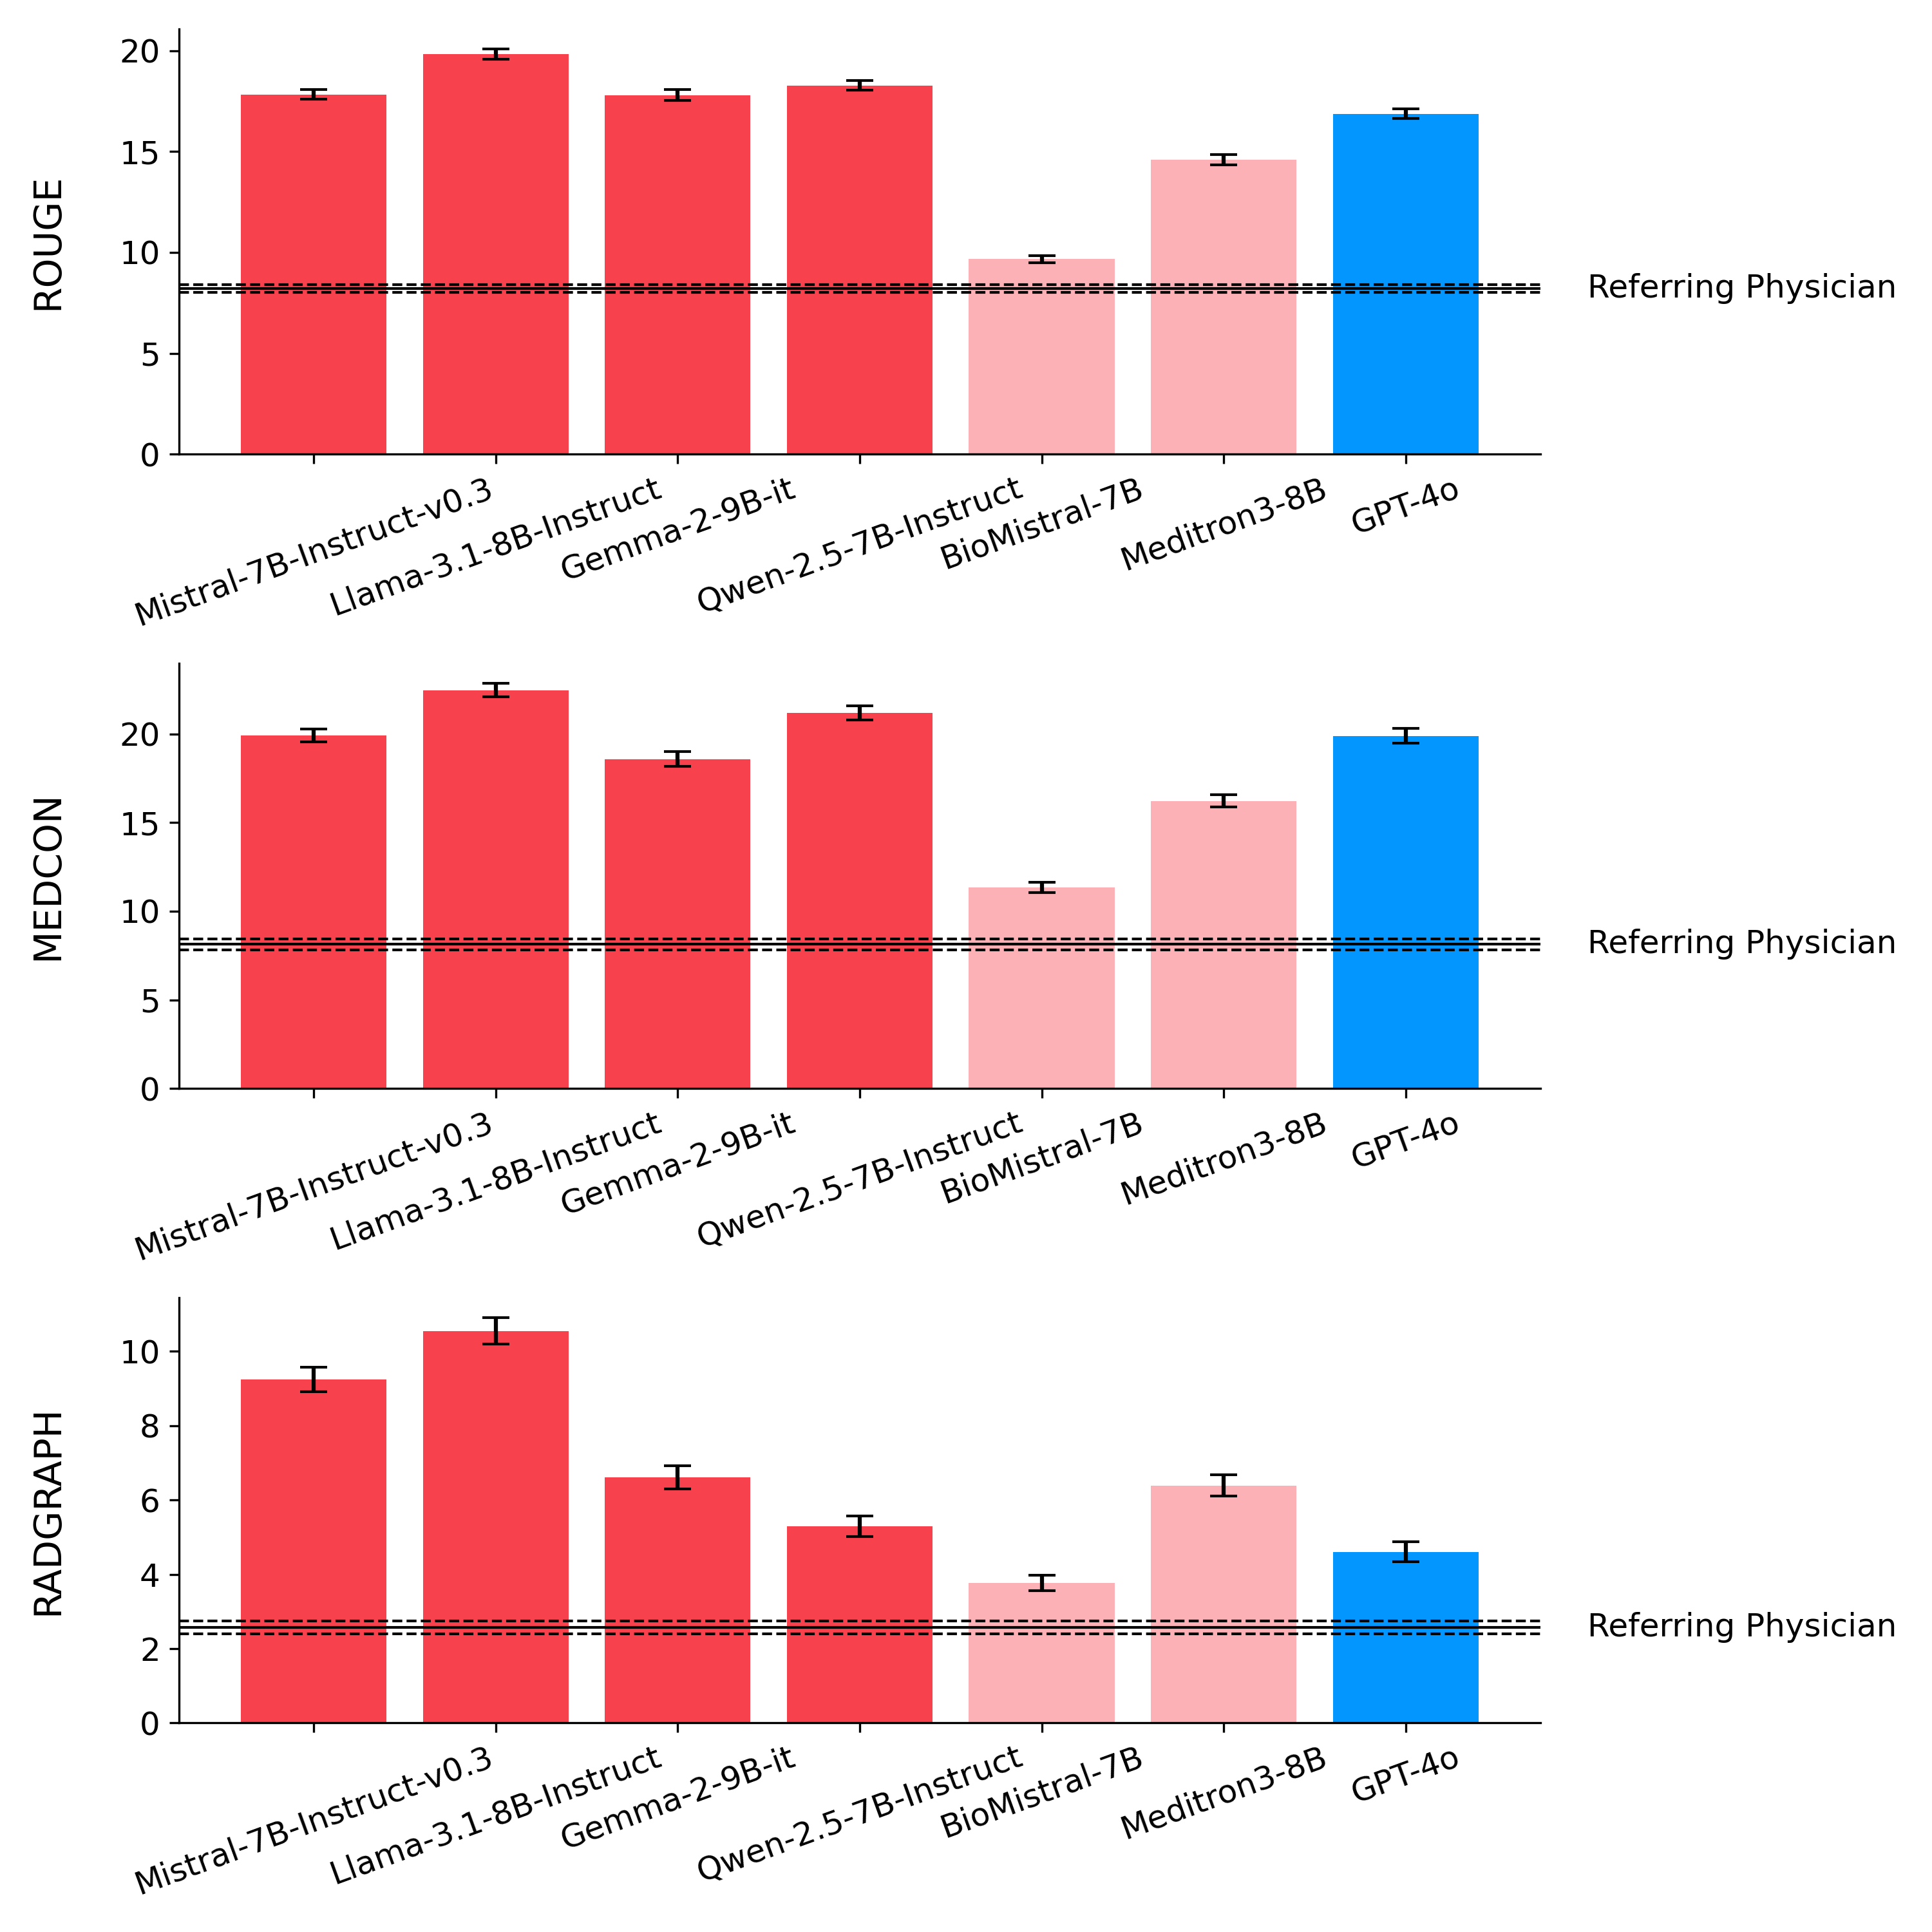 ROUGE
20
15
10
5
0
Referring Physician
Mistral-7B-Instruct-v0.3
Llama-3.1-8B-Instruct
Gemma-2-9B-it
Qwen-2.5-7B-Instruct
BioMistral-7B
Meditron3-8B
GPT-4o
MEDCON
20
15
10
5
0
Referring Physician
Mistral-7B-Instruct-v0.3
Llama-3.1-8B-Instruct
Gemma-2-9B-it
Qwen-2.5-7B-Instruct
BioMistral-7B
Meditron3-8B
GPT-4o
RADGRAPH
10
8
6
4
2
0
Referring Physician
Mistral-7B-Instruct-v0.3
Llama-3.1-8B-Instruct
Gemma-2-9B-it
Qwen-2.5-7B-Instruct
BioMistral-7B
Meditron3-8B
GPT-4o